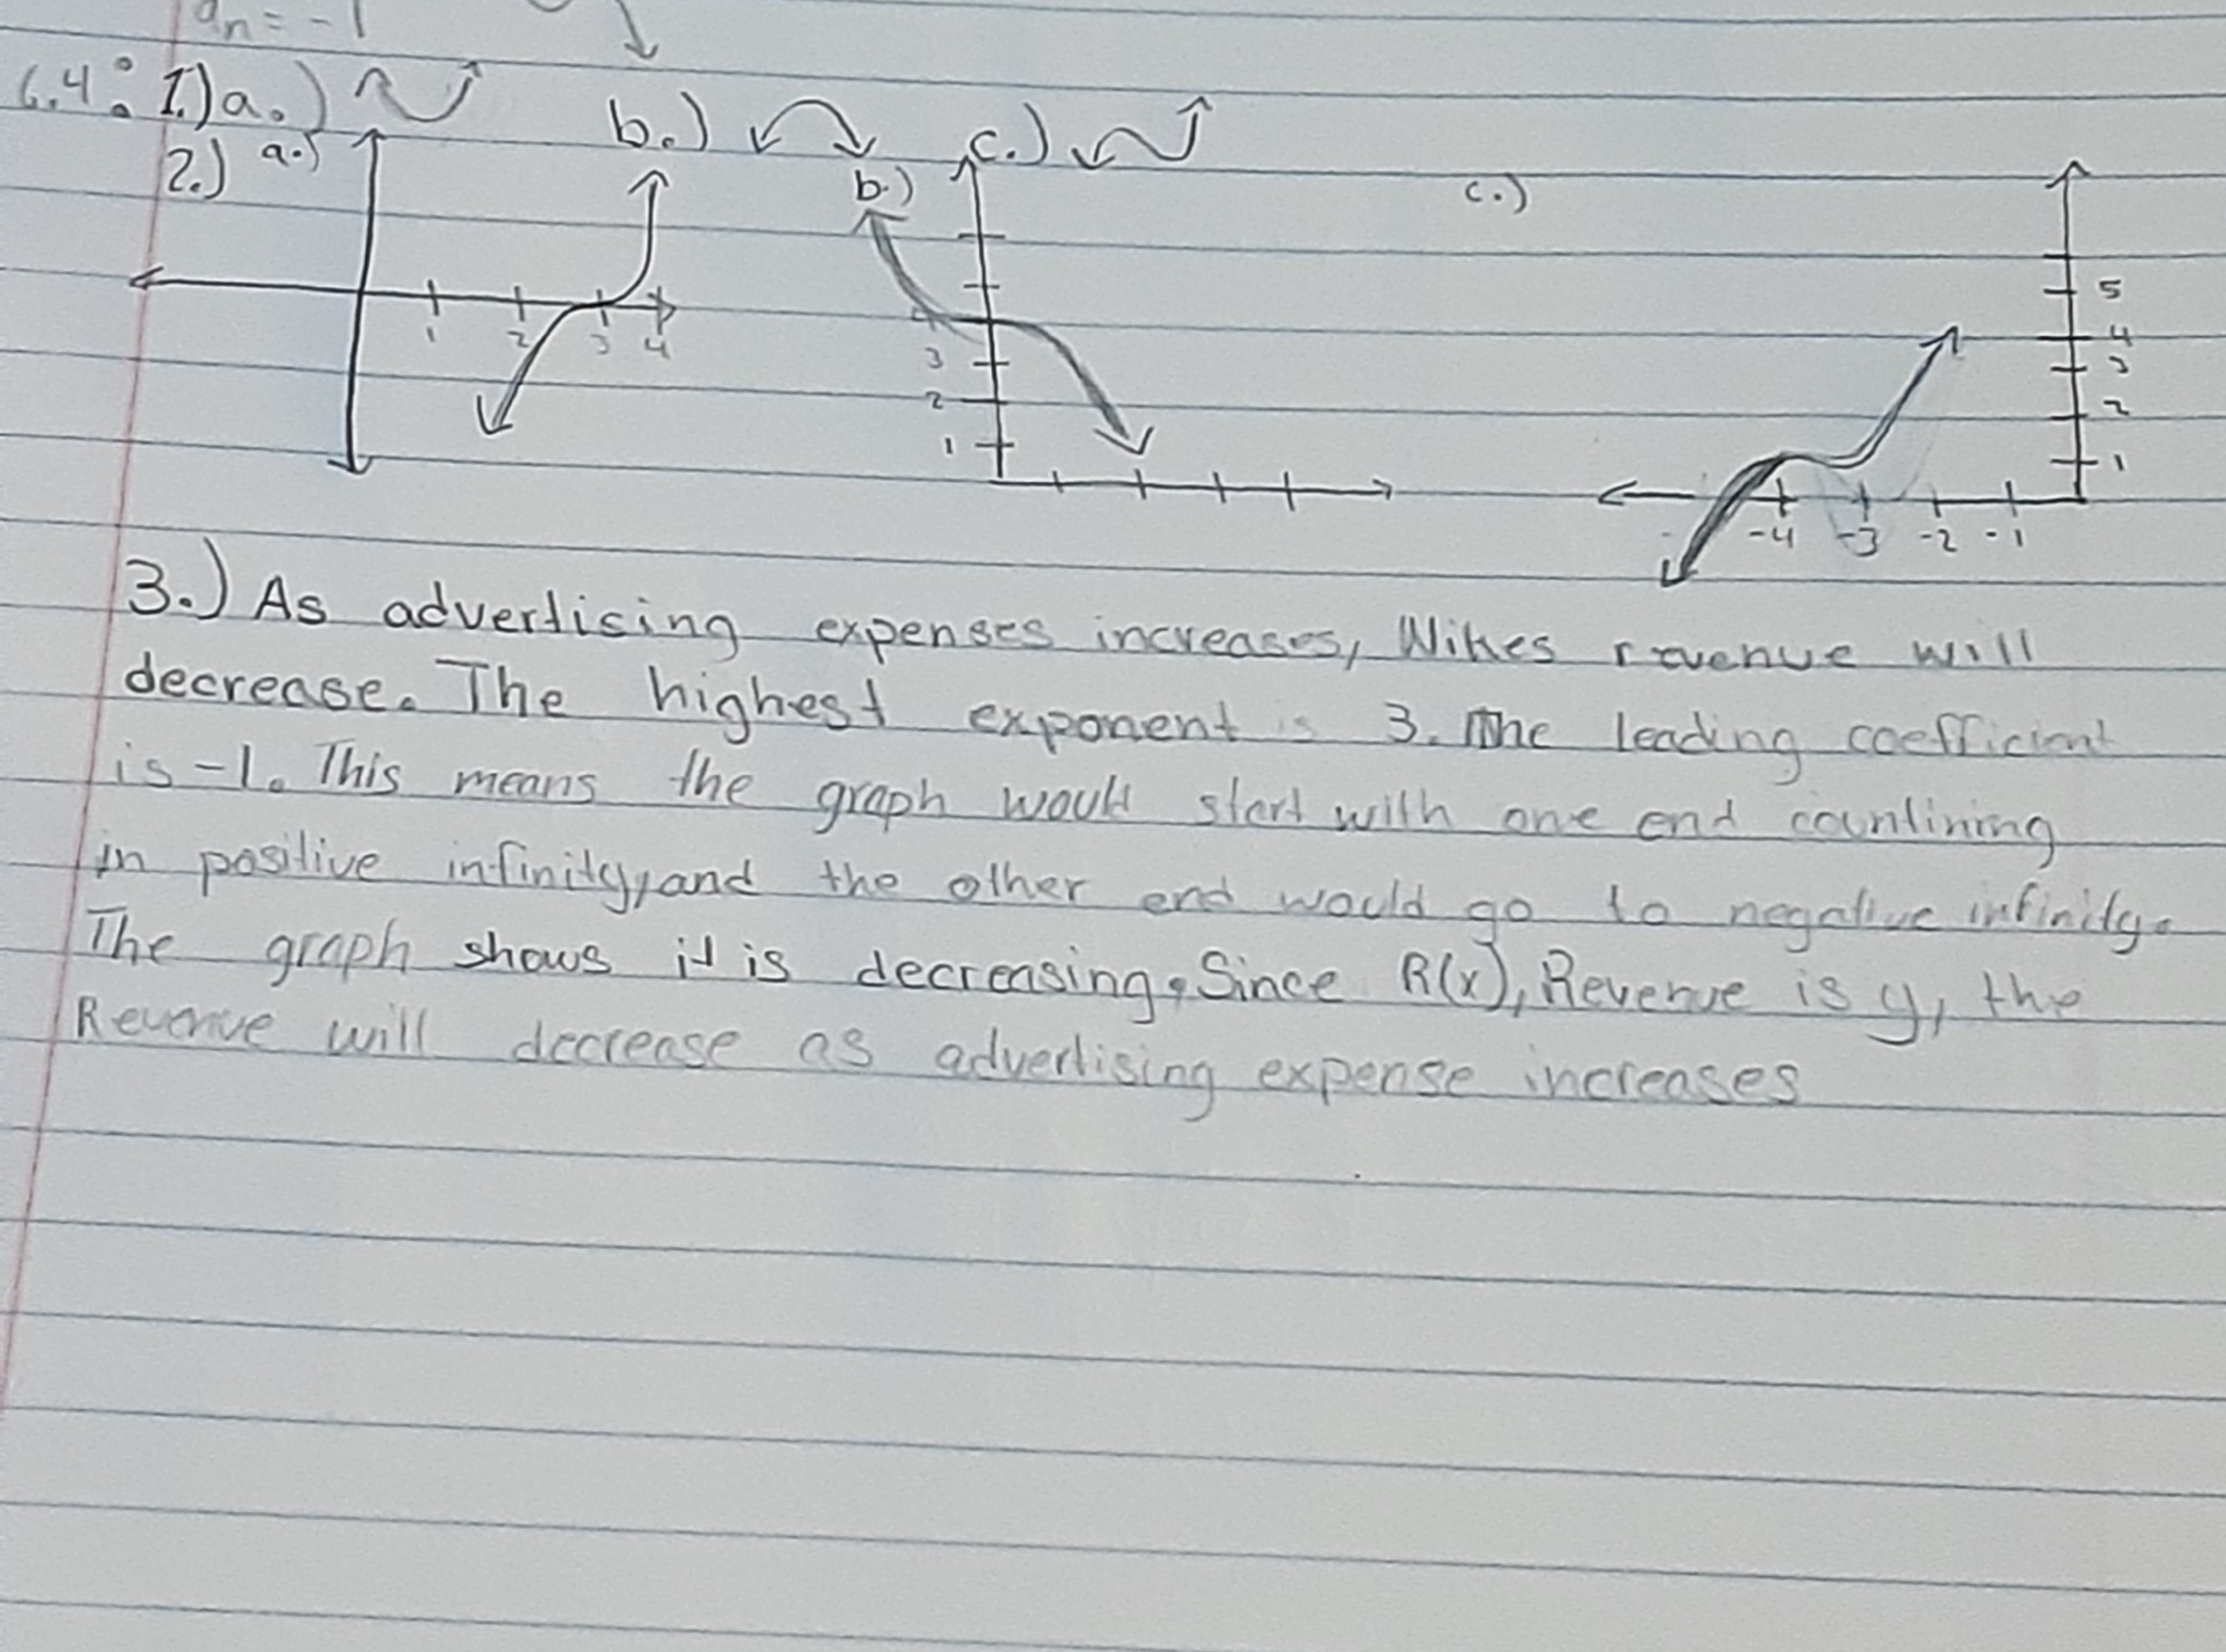 an = -1
6.4: 1.) a.) b.) c.)
2.) a.) b.) c.)
1 2 3 4
4 3 2 1
5 4 3 2 1
-4 -3 -2 -1
3.) As advertising expenses increases, Nikes revenue will
decrease. The highest exponent is 3. The leading coefficient
is -1. This means the graph would start with one end countining
in positive infinity, and the other end would go to negative infinity.
The graph shows it is decreasing. Since R(x), Revenue is y, the
Revenue will decrease as advertising expense increases